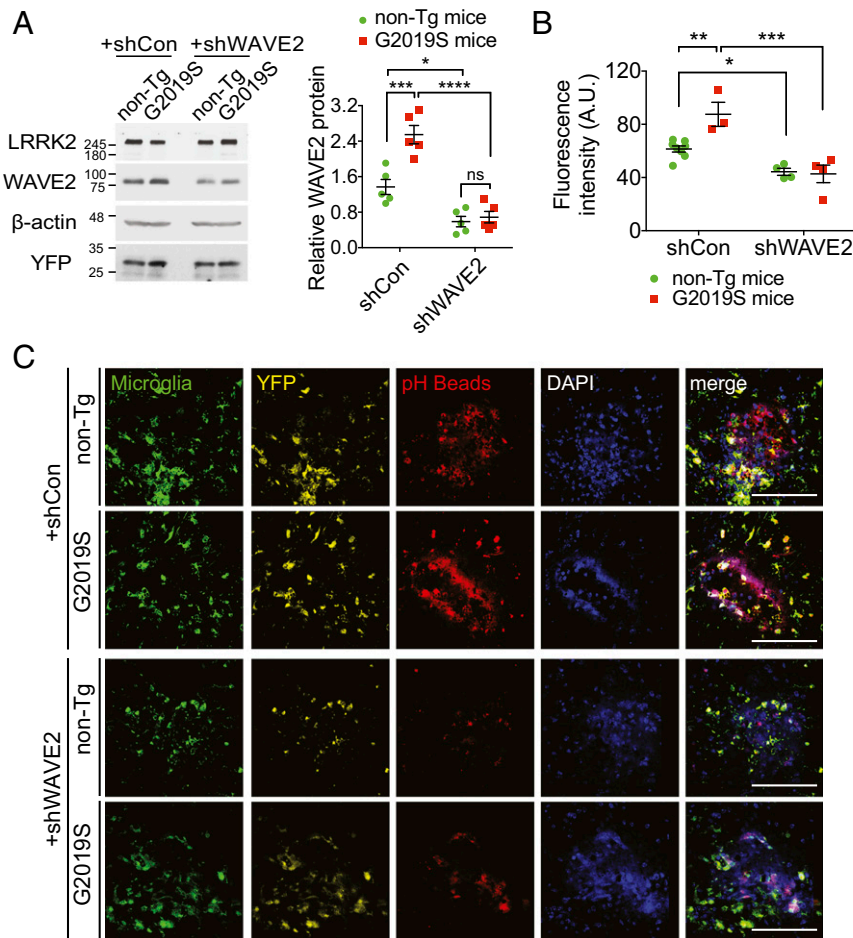 A
+shCon +shWAVE2
non-Tg
G2019S
non-Tg
G2019S
LRRK2
245
180
WAVE2
100
75
β-actin
48
YFP
35
25
non-Tg mice
G2019S mice
Relative WAVE2 protein
3.2
2.4
1.6
0.8
0.0
*
*** ****
ns
shCon
shWAVE2
B
Fluorescence
intensity (A.U.)
120
80
40
0
** ***
*
shCon shWAVE2
non-Tg mice
G2019S mice
C
Microglia YFP pH Beads DAPI merge
+shCon
non-Tg
G2019S
+shWAVE2
non-Tg
G2019S